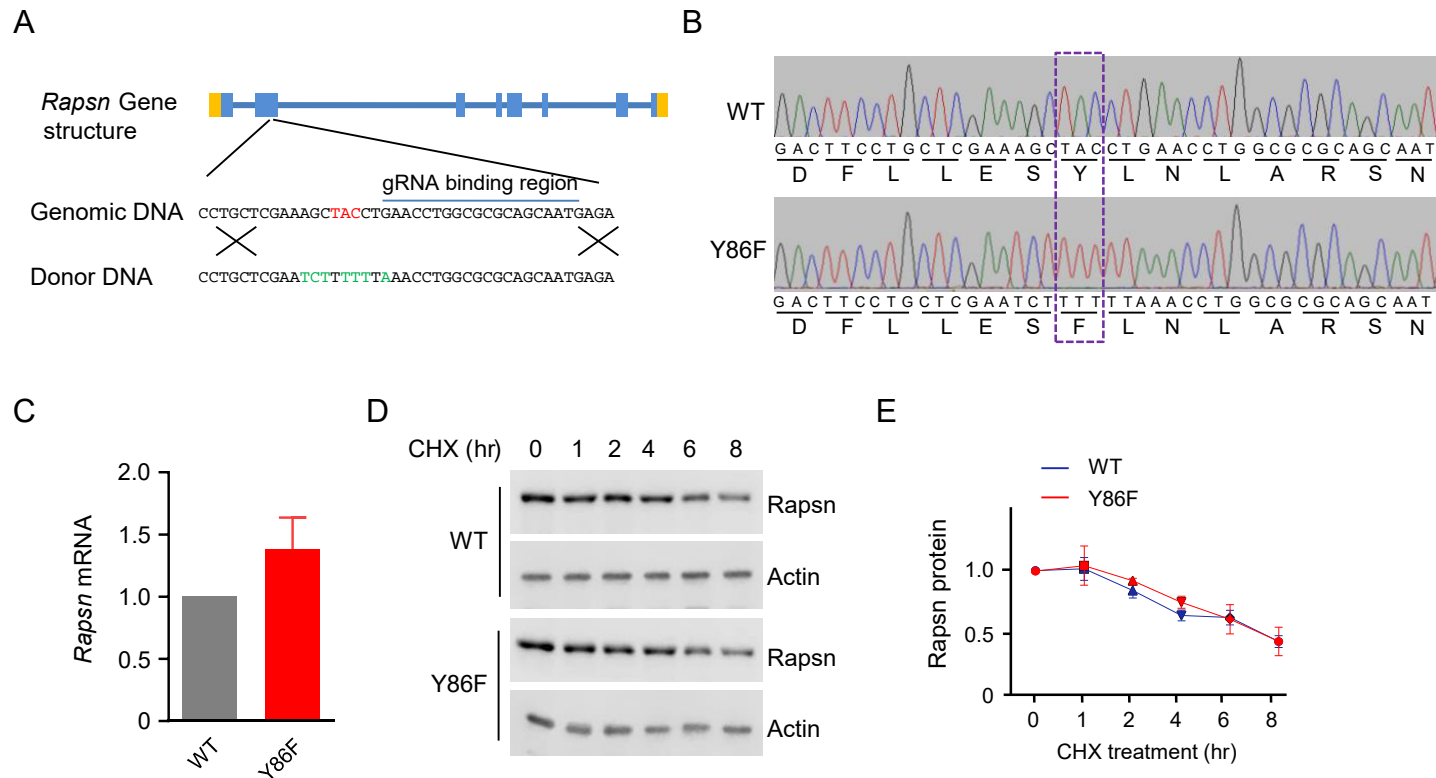 A
Rapsn Gene
structure
gRNA binding region
Genomic DNA
CCTGCTCGAAAGCTACCTGAACCTGGCGCGCAGCAATGAGA
Donor DNA
CCTGCTCGAATCTTTTTTAAACCTGGCGCGCAGCAATGAGA
B
WT
GACTTCCTGCTCGAAAGCTACCTGAACCTGGCGCGCAGCAAT
D F L L E S Y L N L A R S N
Y86F
GACTTCCTGCTCGAATCTTTTTTAAACCTGGCGCGCAGCAAT
D F L L E S F L N L A R S N
C
Rapsn mRNA
2.0
1.5
1.0
0.5
0
WT
Y86F
D
CHX (hr) 0 1 2 4 6 8
WT
Rapsn
Actin
Y86F
Rapsn
Actin
E
WT
Y86F
Rapsn protein
1.0
0.5
0
0 1 2 4 6 8
CHX treatment (hr)